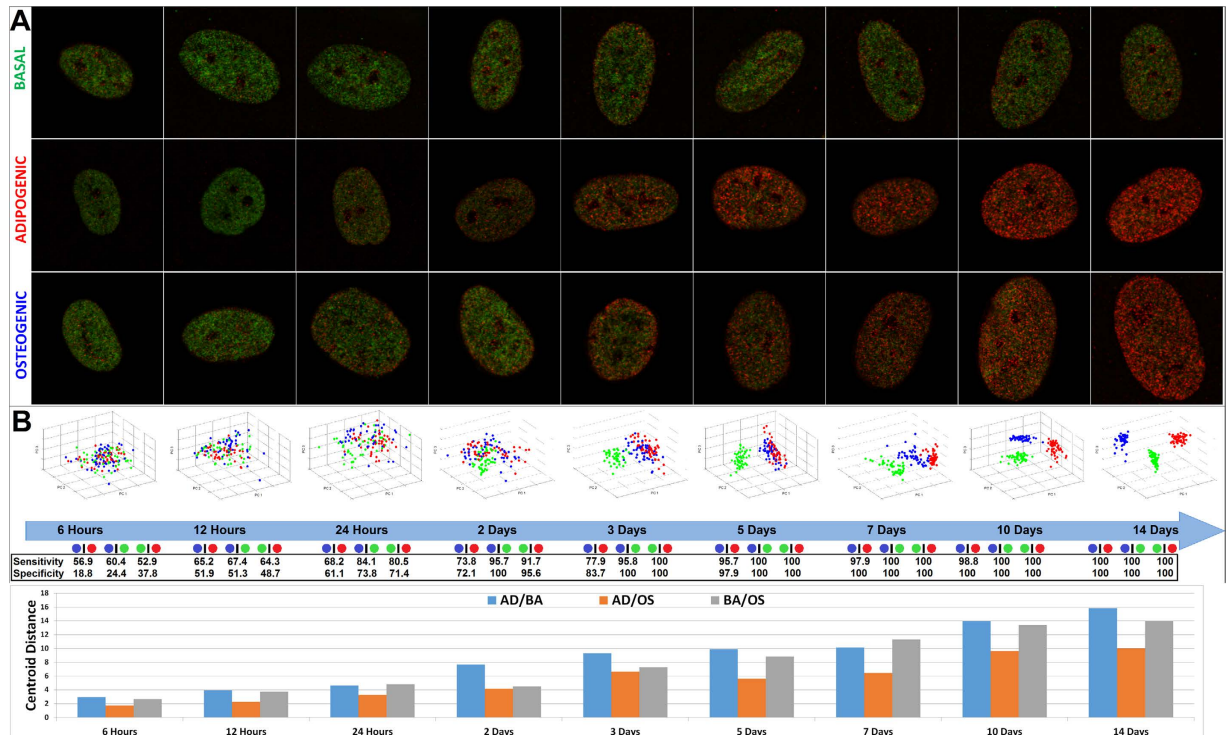 A
BASAL
ADIPOGENIC
OSTEOGENIC
B
6 Hours 12 Hours 24 Hours 2 Days 3 Days 5 Days 7 Days 10 Days 14 Days
Sensitivity 56.9 60.4 52.9 65.2 67.4 64.3 68.2 84.1 80.5 73.8 95.7 91.7 77.9 95.8 100 95.7 100 100 97.9 100 100 98.8 100 100 100 100 100
Specificity 18.8 24.4 37.8 51.9 51.3 48.7 61.1 73.8 71.4 72.1 100 95.6 83.7 100 100 97.9 100 100 100 100 100 100 100 100 100 100 100
Centroid Distance
AD/BA AD/OS BA/OS
18
16
14
12
10
8
6
4
2
0
6 Hours 12 Hours 24 Hours 2 Days 3 Days 5 Days 7 Days 10 Days 14 Days